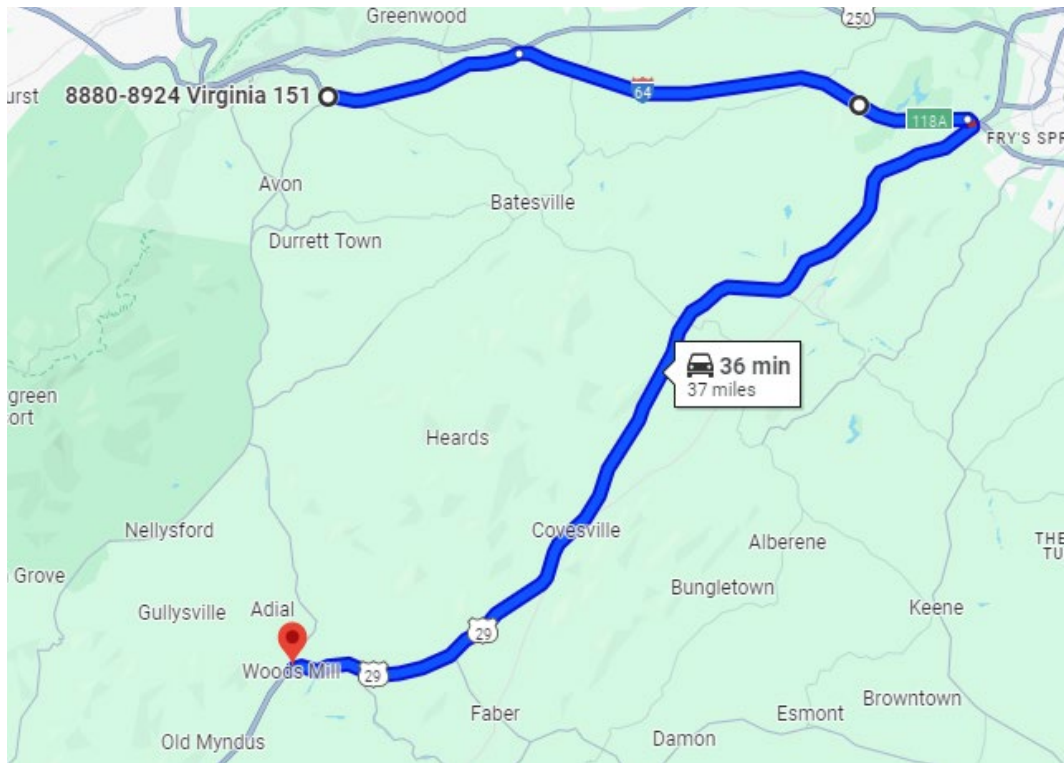 Greenwood
250
urst
8880-8924 Virginia 151
64
118A
FRY'S SPR
Avon
Batesville
Durrett Town
36 min
37 miles
green
ort
Heards
Nellysford
Covesville
Alberene
THE
TU
Grove
Bungletown
Gullysville
Adial
Keene
29
Woods Mill
29
Browntown
Faber
Esmont
Old Myndus
Damon